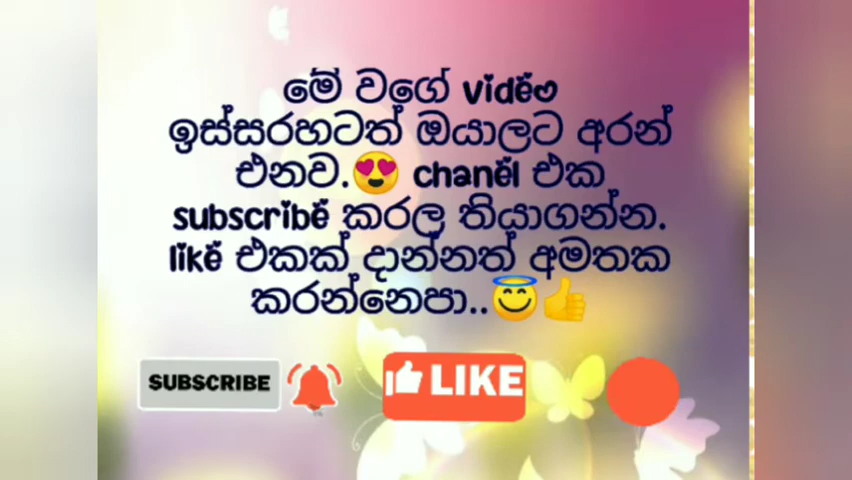 මේ වගේ video
ඉස්සරහටත් ඔයාලට අරන්
එනව.😍 chanel එක
subscribe කරල තියාගන්න.
like එකක් දාන්නත් අමතක
කරන්නෙපා..😇👍
SUBSCRIBE
LIKE